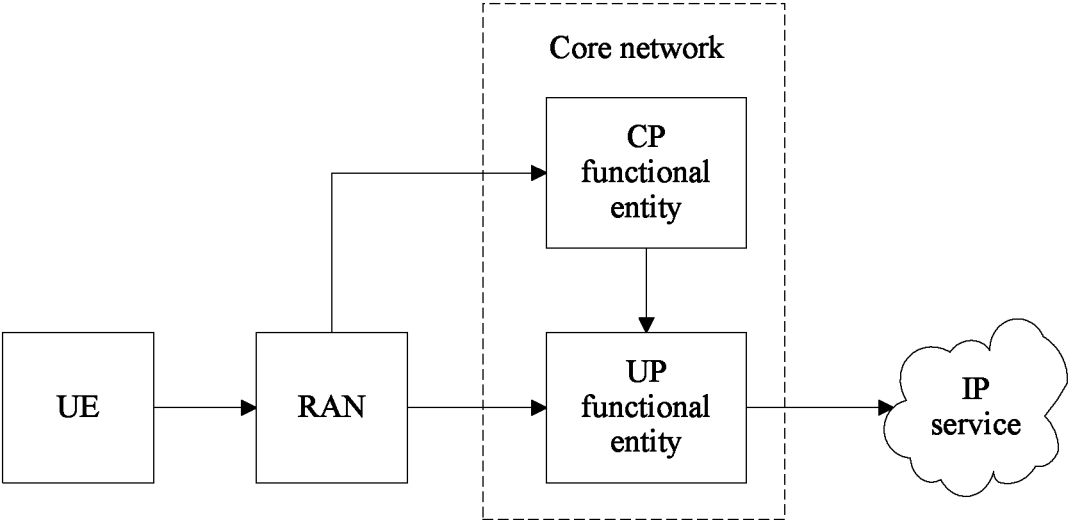 Core network
CP
functional
entity
UE
RAN
UP
functional
entity
IP
service